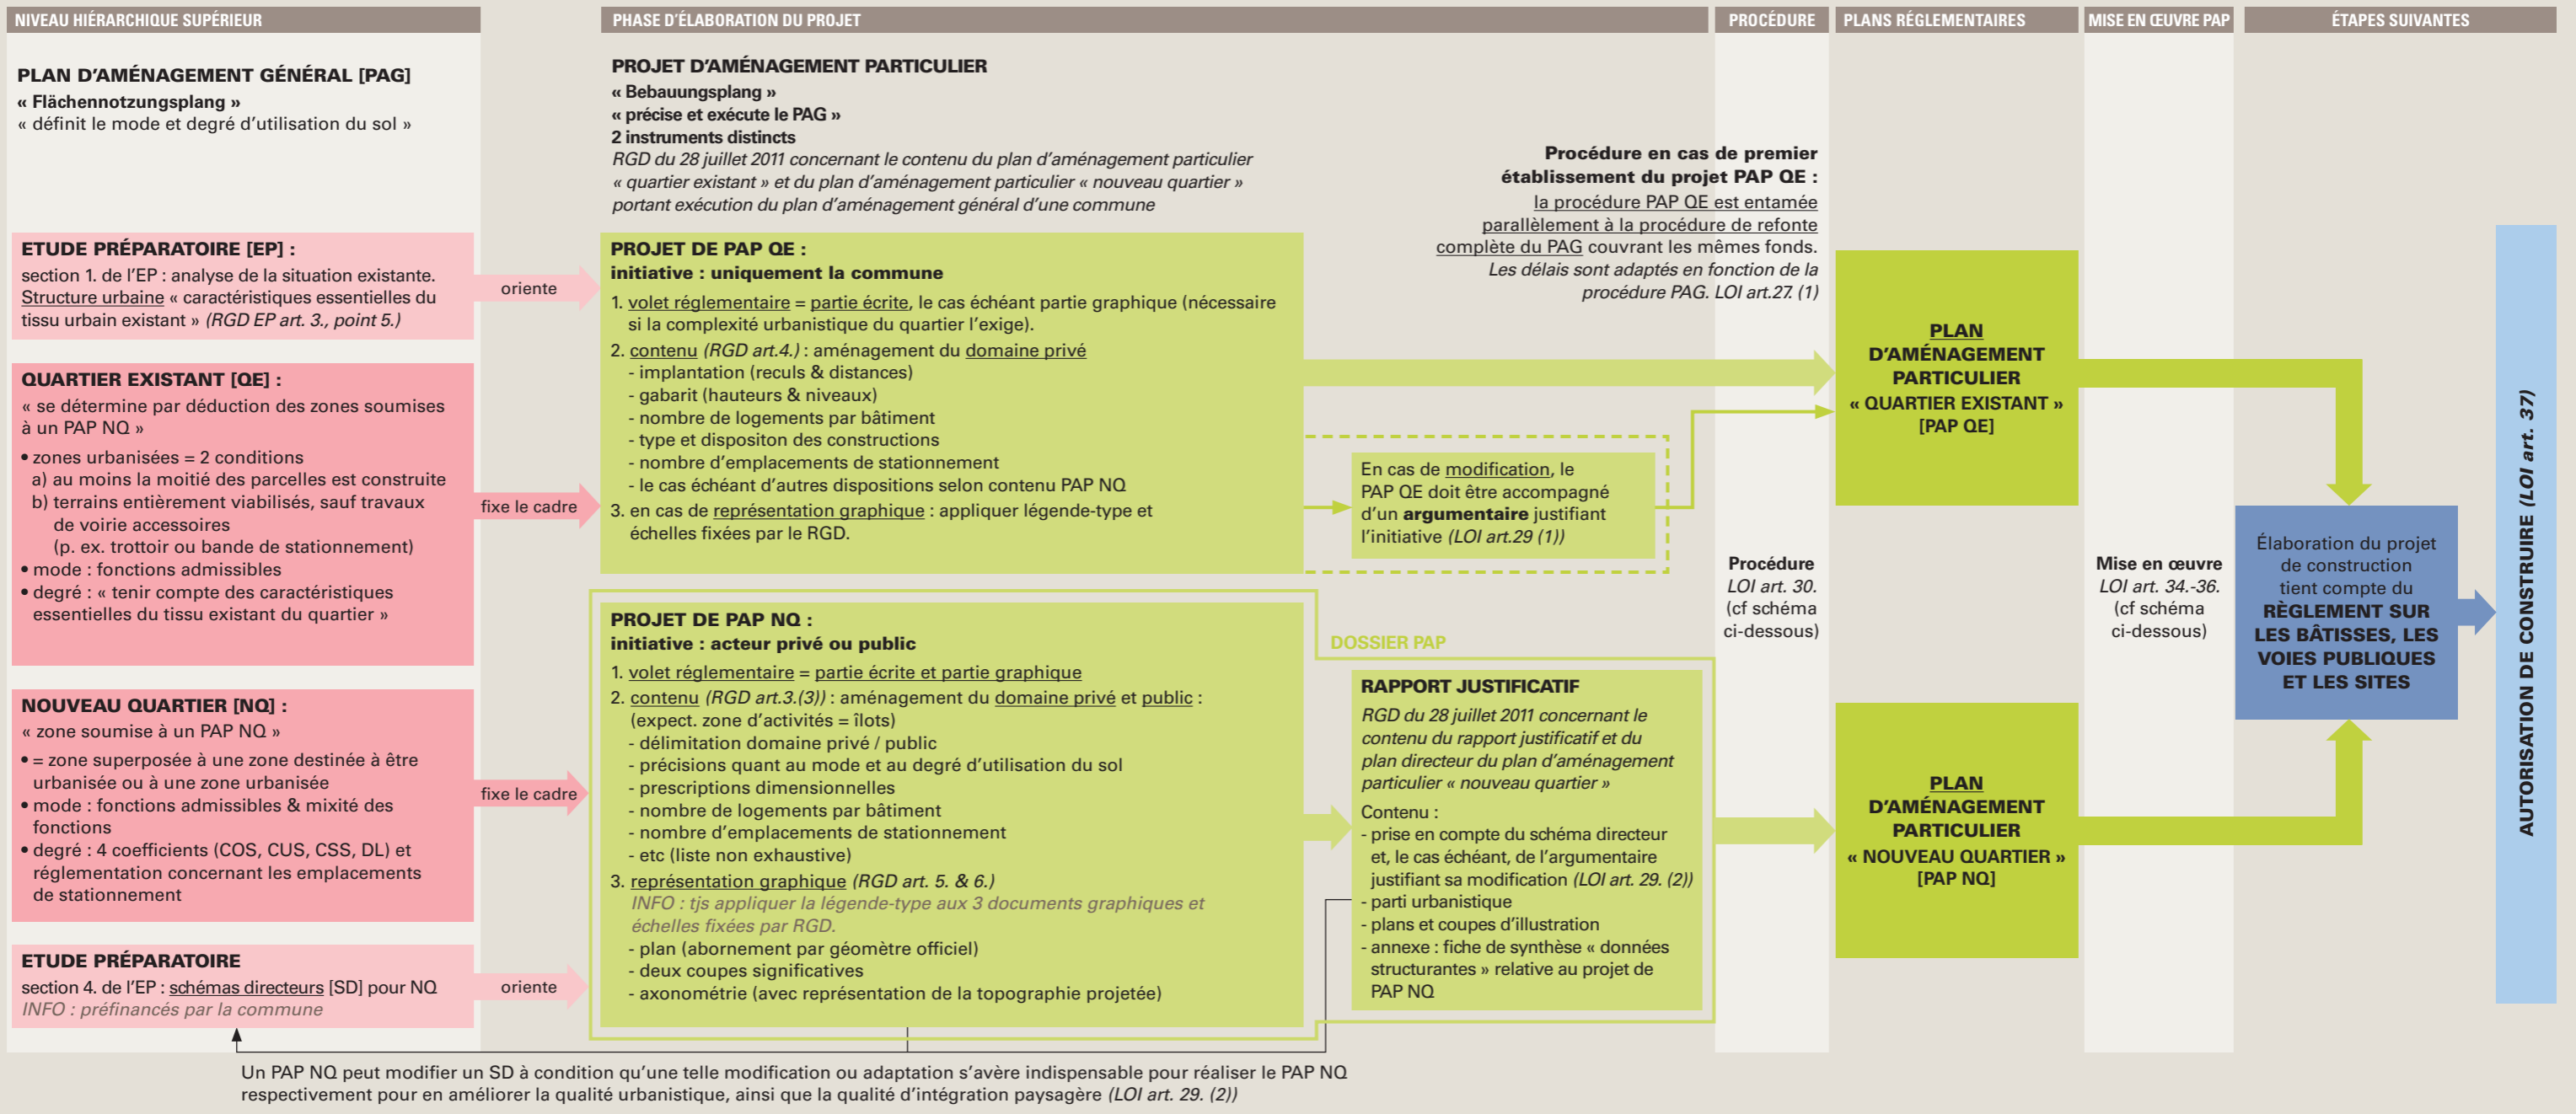 NIVEAU HIÉRARCHIQUE SUPÉRIEUR
PLAN D'AMÉNAGEMENT GÉNÉRAL [PAG]
« Flächennotzungsplang »
« définit le mode et degré d'utilisation du sol »
ETUDE PRÉPARATOIRE [EP] :
section 1. de l'EP : analyse de la situation existante.
Structure urbaine « caractéristiques essentielles du
tissu urbain existant » (RGD EP art. 3., point 5.)
QUARTIER EXISTANT [QE] :
« se détermine par déduction des zones soumises
à un PAP NQ »
• zones urbanisées = 2 conditions
a) au moins la moitié des parcelles est construite
b) terrains entièrement viabilisés, sauf travaux
de voirie accessoires
(p. ex. trottoir ou bande de stationnement)
• mode : fonctions admissibles
• degré : « tenir compte des caractéristiques
essentielles du tissu existant du quartier »
NOUVEAU QUARTIER [NQ] :
« zone soumise à un PAP NQ »
• = zone superposée à une zone destinée à être
urbanisée ou à une zone urbanisée
• mode : fonctions admissibles & mixité des
fonctions
• degré : 4 coefficients (COS, CUS, CSS, DL) et
réglementation concernant les emplacements
de stationnement
ETUDE PRÉPARATOIRE
section 4. de l'EP : schémas directeurs [SD] pour NQ
INFO : préfinancés par la commune
oriente
fixe le cadre
fixe le cadre
oriente
PHASE D'ÉLABORATION DU PROJET
PROJET D'AMÉNAGEMENT PARTICULIER
« Bebauungsplang »
« précise et exécute le PAG »
2 instruments distincts
RGD du 28 juillet 2011 concernant le contenu du plan d'aménagement particulier
« quartier existant » et du plan d'aménagement particulier « nouveau quartier »
portant exécution du plan d'aménagement général d'une commune
PROJET DE PAP QE :
initiative : uniquement la commune
1. volet réglementaire = partie écrite, le cas échéant partie graphique (nécessaire
si la complexité urbanistique du quartier l'exige).
2. contenu (RGD art.4.) : aménagement du domaine privé
- implantation (reculs & distances)
- gabarit (hauteurs & niveaux)
- nombre de logements par bâtiment
- type et dispositon des constructions
- nombre d'emplacements de stationnement
- le cas échéant d'autres dispositions selon contenu PAP NQ
3. en cas de représentation graphique : appliquer légende-type et
échelles fixées par le RGD.
En cas de modification, le
PAP QE doit être accompagné
d'un argumentaire justifiant
l'initiative (LOI art.29 (1))
Procédure en cas de premier
établissement du projet PAP QE :
la procédure PAP QE est entamée
parallèlement à la procédure de refonte
complète du PAG couvrant les mêmes fonds.
Les délais sont adaptés en fonction de la
procédure PAG. LOI art.27. (1)
PROJET DE PAP NQ :
initiative : acteur privé ou public
1. volet réglementaire = partie écrite et partie graphique
2. contenu (RGD art.3.(3)) : aménagement du domaine privé et public :
(expect. zone d'activités = îlots)
- délimitation domaine privé / public
- précisions quant au mode et au degré d'utilisation du sol
- prescriptions dimensionnelles
- nombre de logements par bâtiment
- nombre d'emplacements de stationnement
- etc (liste non exhaustive)
3. représentation graphique (RGD art. 5. & 6.)
INFO : tjs appliquer la légende-type aux 3 documents graphiques et
échelles fixées par RGD.
- plan (abornement par géomètre officiel)
- deux coupes significatives
- axonométrie (avec représentation de la topographie projetée)
DOSSIER PAP
RAPPORT JUSTIFICATIF
RGD du 28 juillet 2011 concernant le
contenu du rapport justificatif et du
plan directeur du plan d'aménagement
particulier « nouveau quartier »
Contenu :
- prise en compte du schéma directeur
et, le cas échéant, de l'argumentaire
justifiant sa modification (LOI art. 29. (2))
- parti urbanistique
- plans et coupes d'illustration
- annexe : fiche de synthèse « données
structurantes » relative au projet de
PAP NQ
Un PAP NQ peut modifier un SD à condition qu'une telle modification ou adaptation s'avère indispensable pour réaliser le PAP NQ
respectivement pour en améliorer la qualité urbanistique, ainsi que la qualité d'intégration paysagère (LOI art. 29. (2))
PROCÉDURE
Procédure
LOI art. 30.
(cf schéma
ci-dessous)
PLANS RÉGLEMENTAIRES
PLAN
D'AMÉNAGEMENT
PARTICULIER
« QUARTIER EXISTANT »
[PAP QE]
PLAN
D'AMÉNAGEMENT
PARTICULIER
« NOUVEAU QUARTIER »
[PAP NQ]
MISE EN ŒUVRE PAP
Mise en œuvre
LOI art. 34.-36.
(cf schéma
ci-dessous)
ÉTAPES SUIVANTES
Élaboration du projet
de construction
tient compte du
RÈGLEMENT SUR
LES BÂTISSES, LES
VOIES PUBLIQUES
ET LES SITES
AUTORISATION DE CONSTRUIRE (LOI art. 37)